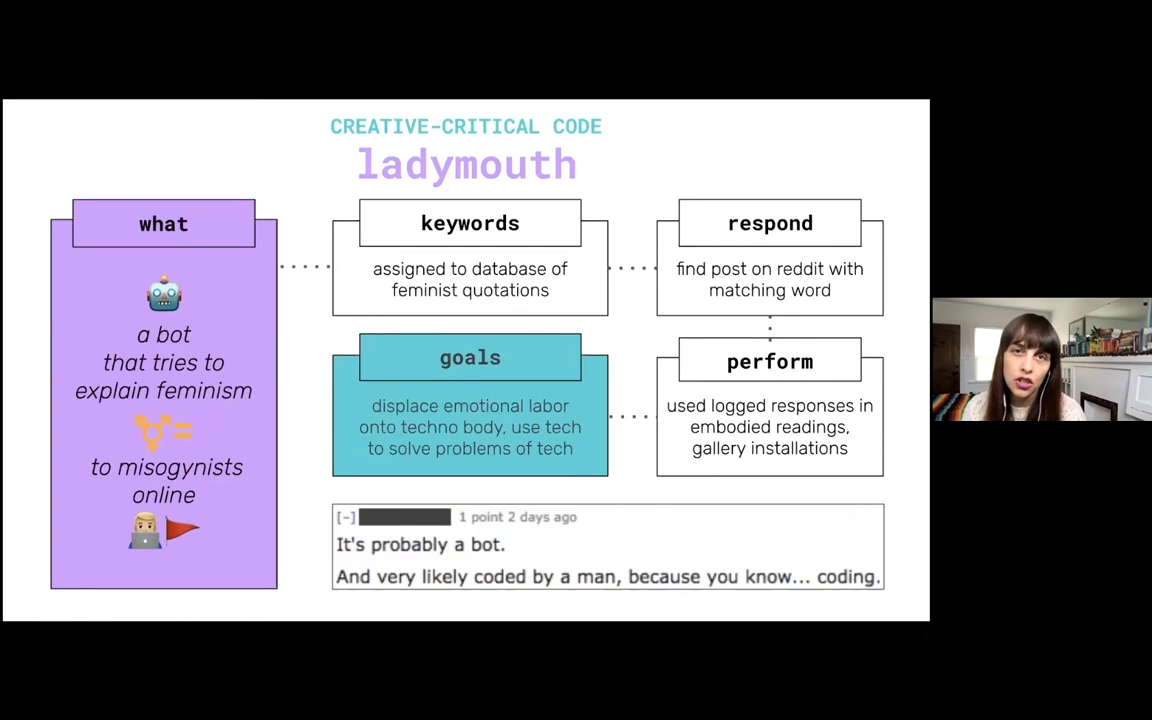 CREATIVE-CRITICAL CODE
ladymouth
what
a bot
that tries to
explain feminism
to misogynists
online
keywords
assigned to database of
feminist quotations
respond
find post on reddit with
matching word
goals
displace emotional labor
onto techno body, use tech
to solve problems of tech
perform
used logged responses in
embodied readings,
gallery installations
[-] 1 point 2 days ago
It's probably a bot.
And very likely coded by a man, because you know... coding.